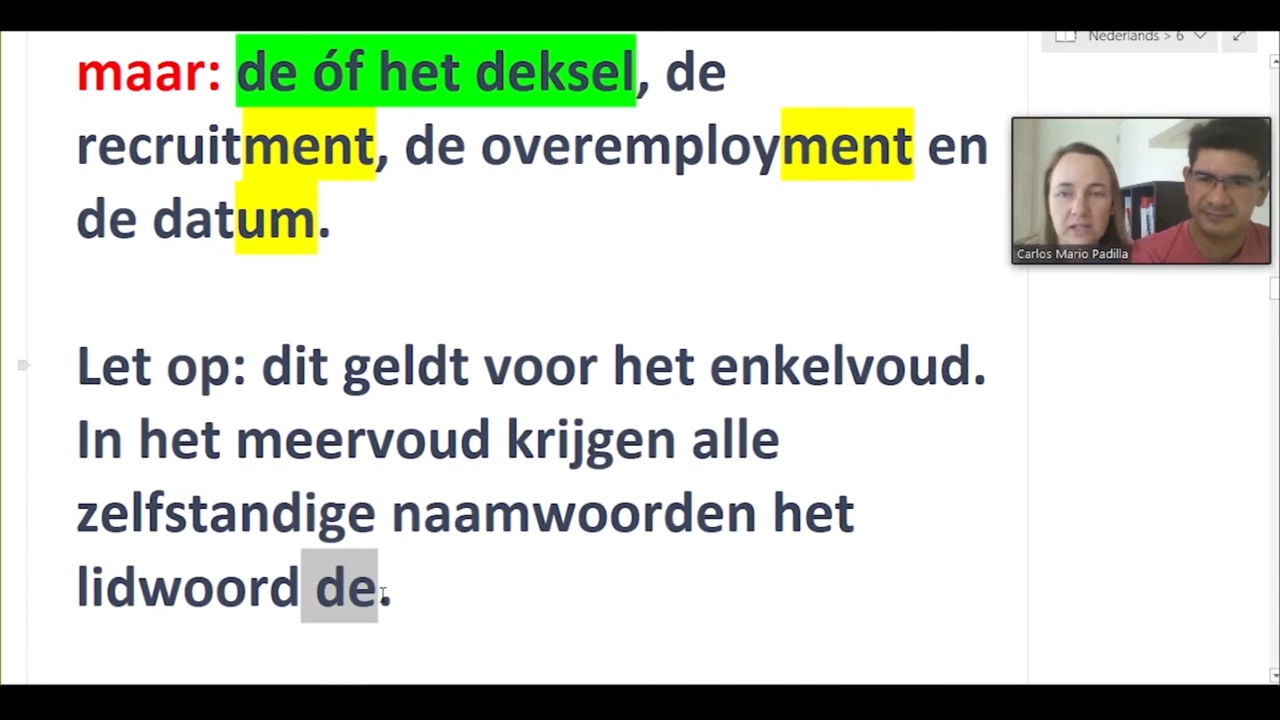 Nederlands > 6
maar: de óf het deksel, de
recruitment, de overemployment en
de datum.
Carlos Mario Padilla
Let op: dit geldt voor het enkelvoud.
In het meervoud krijgen alle
zelfstandige naamwoorden het
lidwoord de.